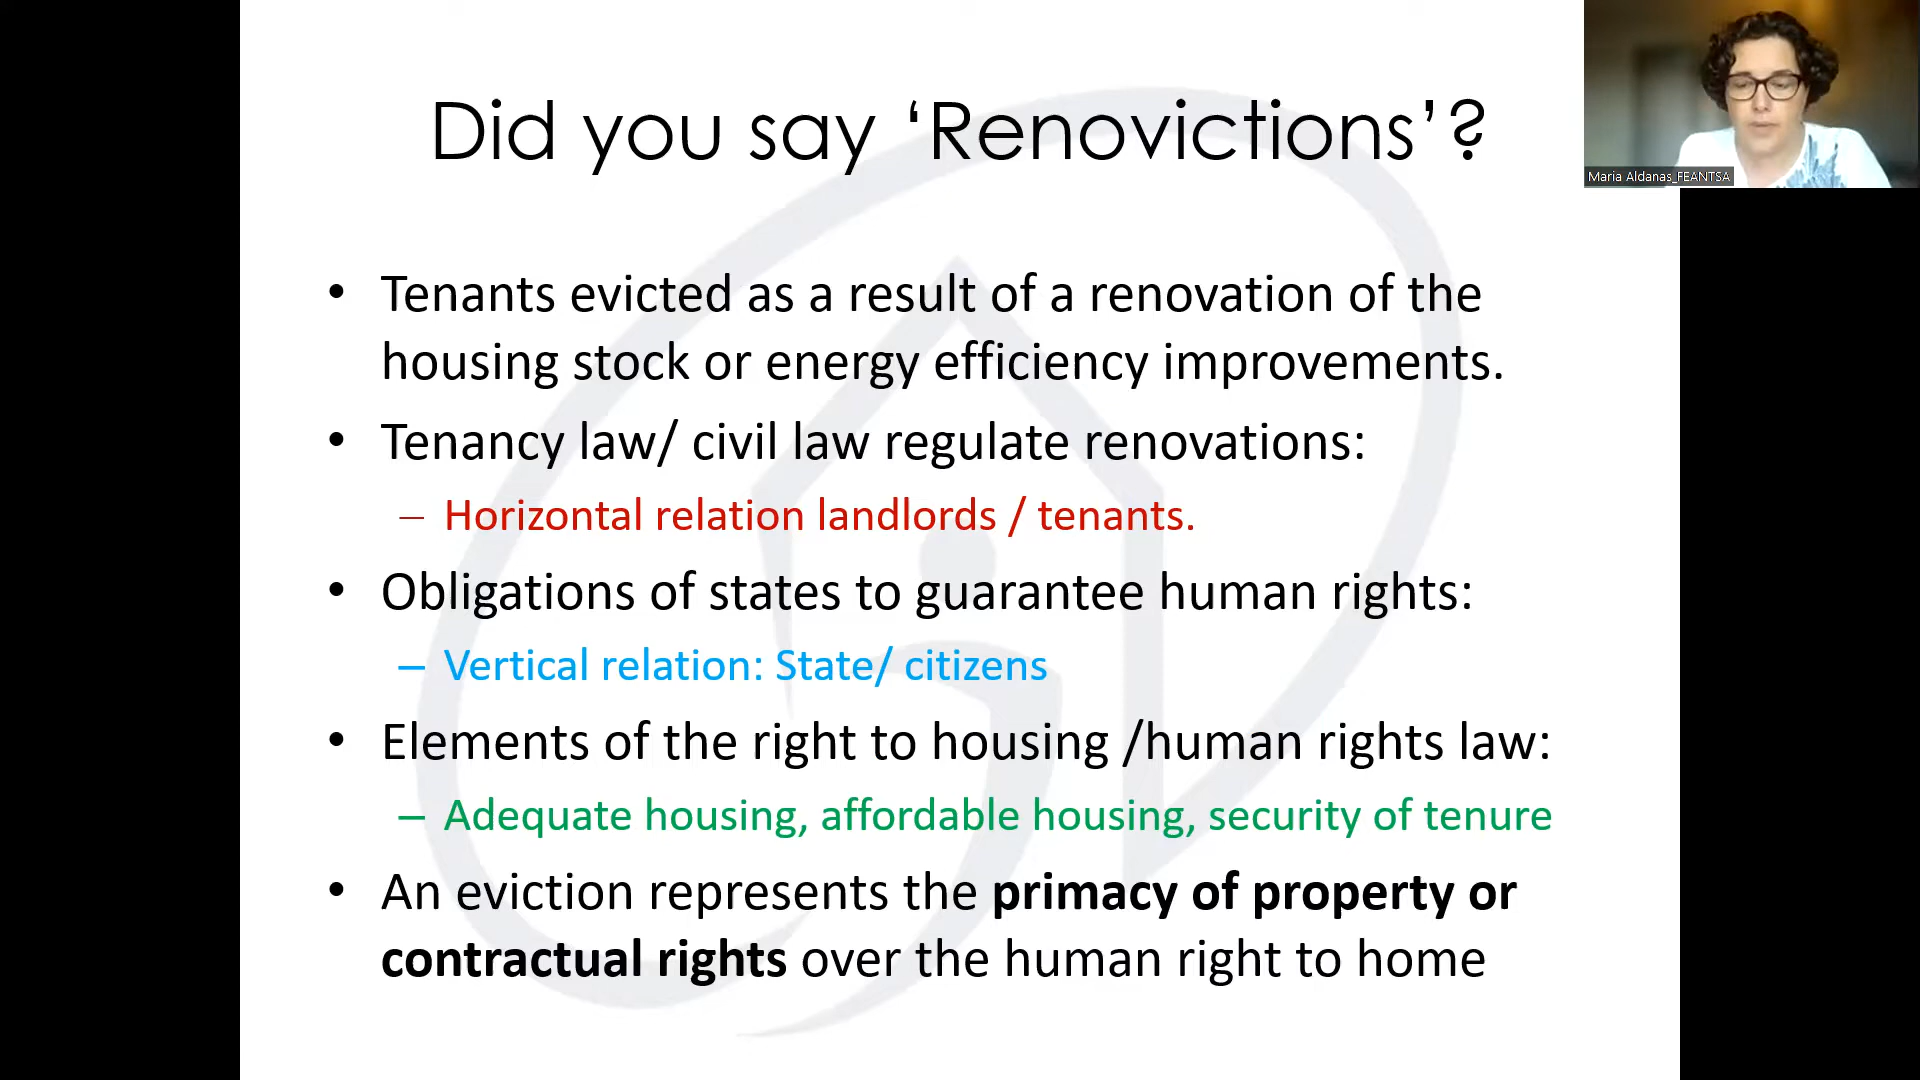 Did you say ‘Renovictions’?
Maria Aldanas_FEANTSA
• Tenants evicted as a result of a renovation of the
housing stock or energy efficiency improvements.
• Tenancy law/ civil law regulate renovations:
– Horizontal relation landlords / tenants.
• Obligations of states to guarantee human rights:
– Vertical relation: State/ citizens
• Elements of the right to housing /human rights law:
– Adequate housing, affordable housing, security of tenure
• An eviction represents the primacy of property or
contractual rights over the human right to home